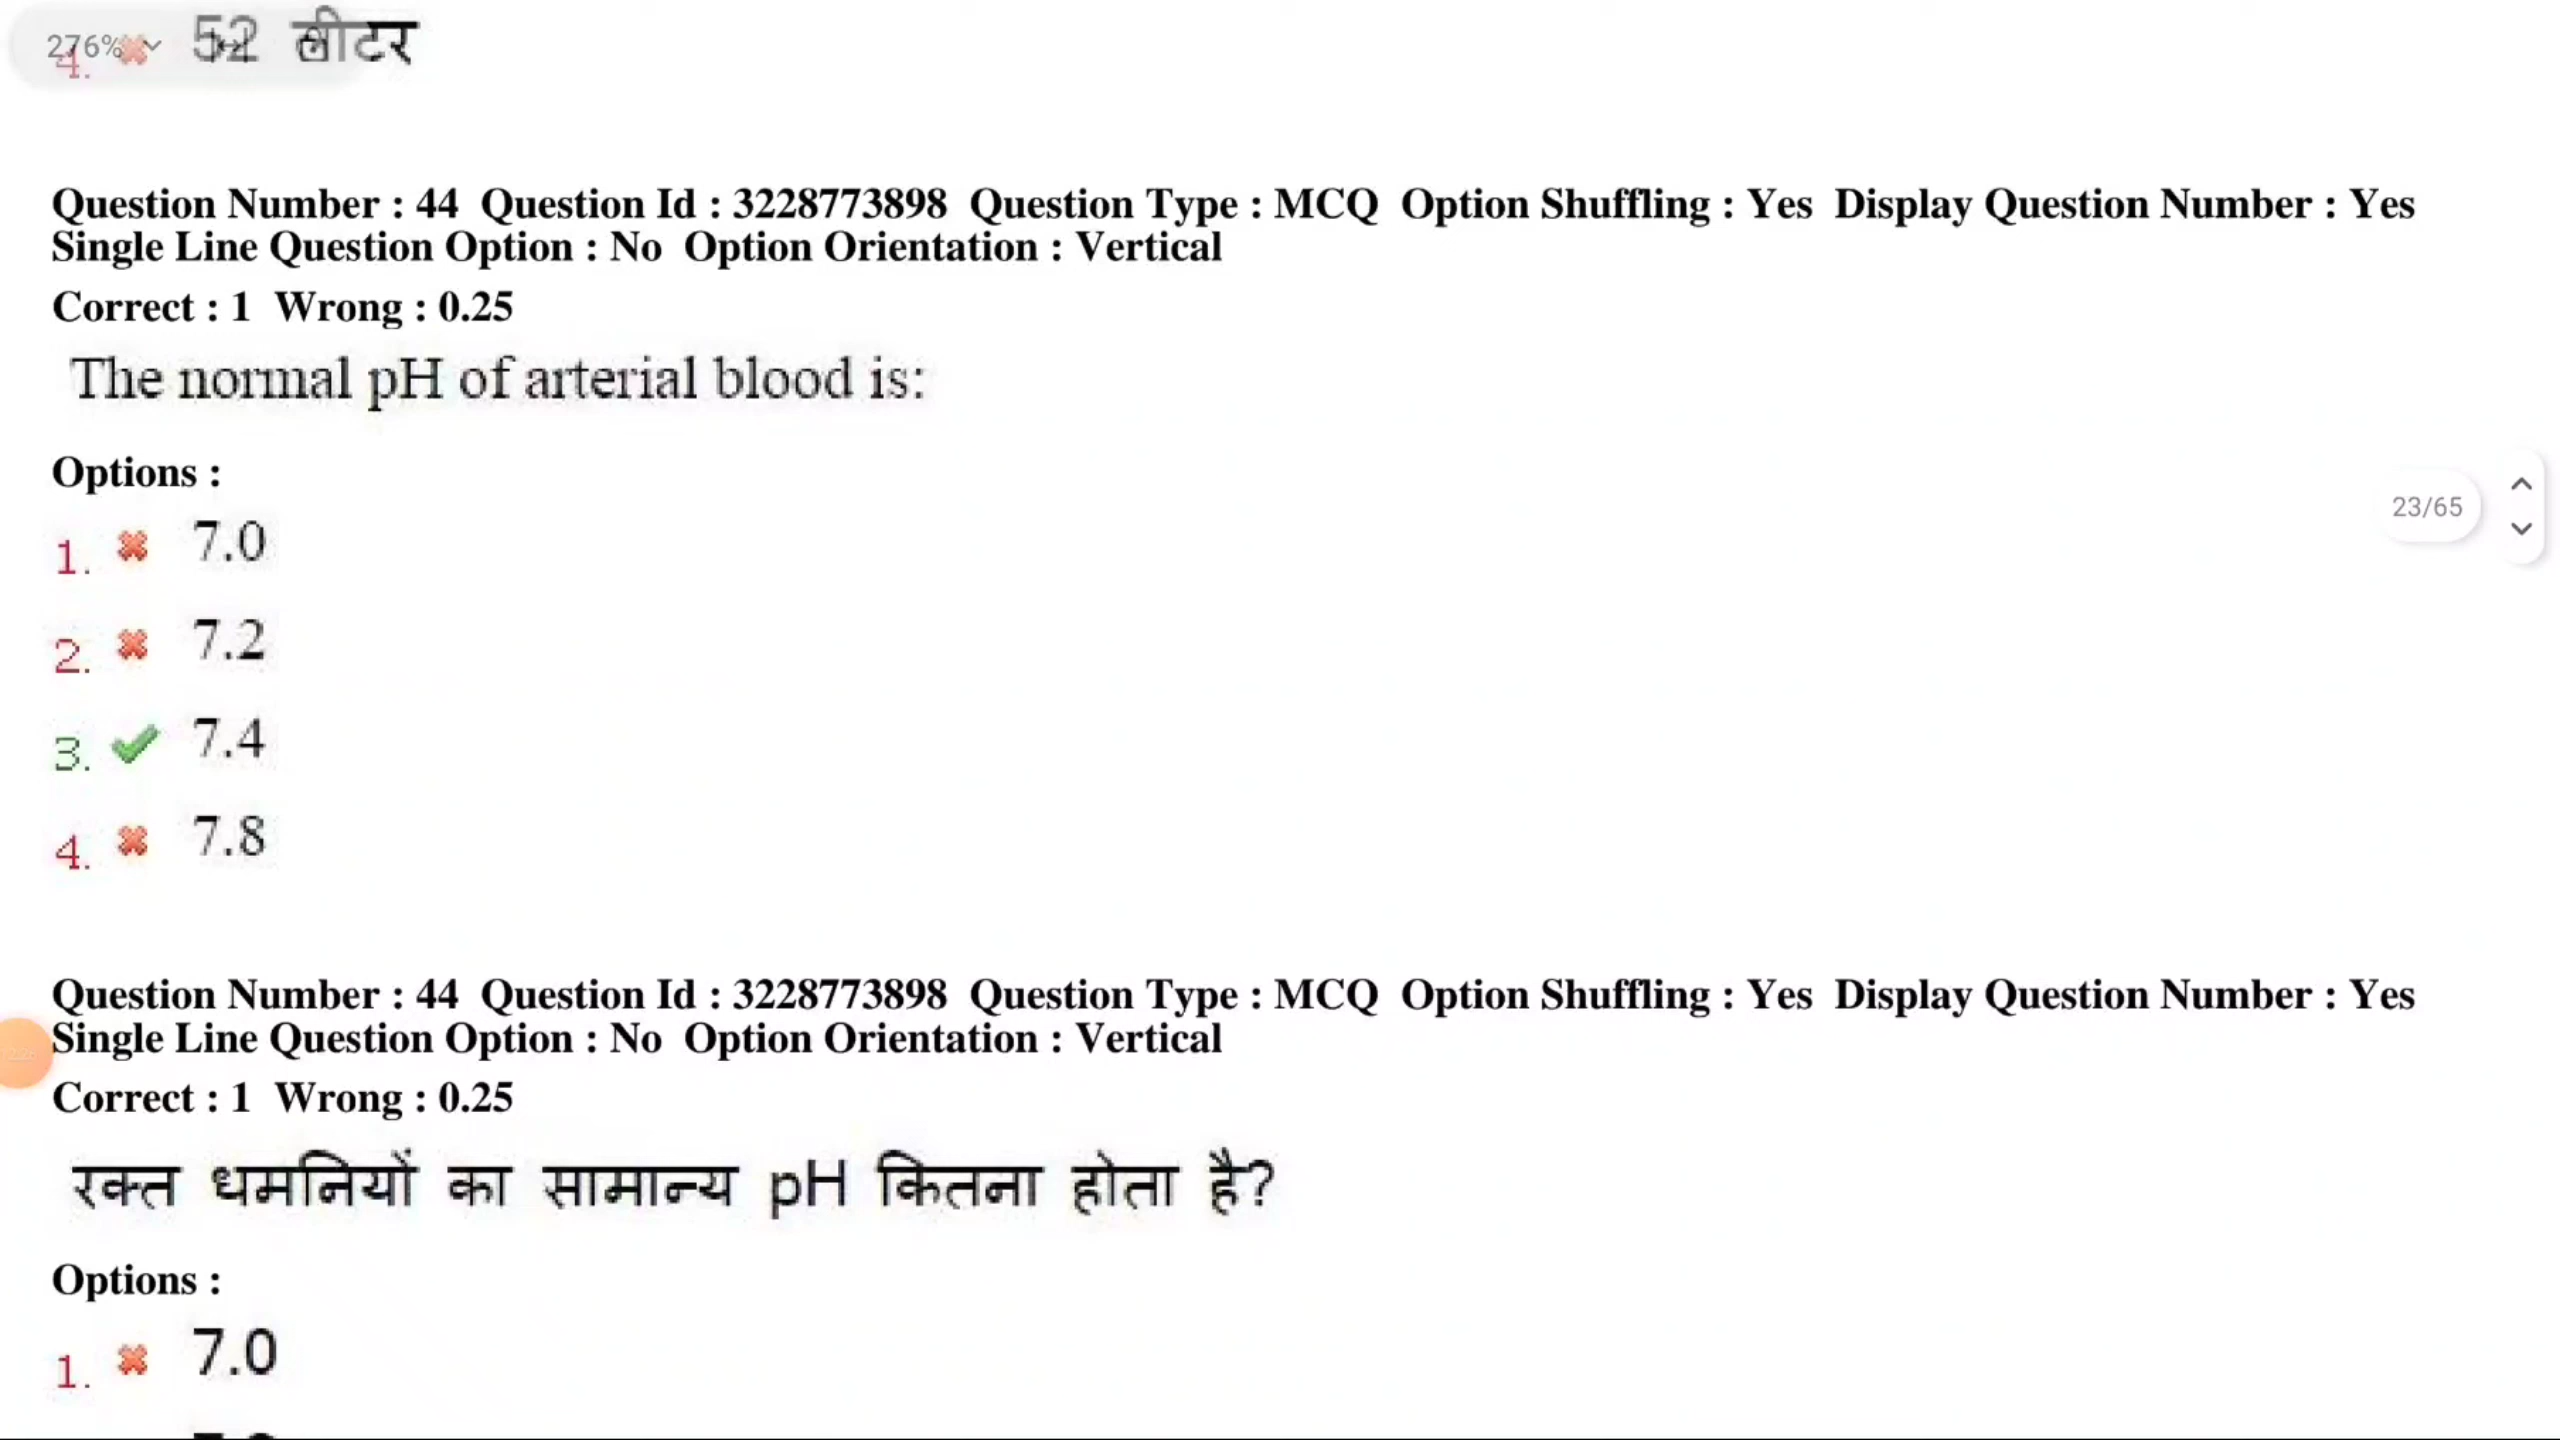 276%
4. 52 लीटर
Question Number : 44 Question Id : 3228773898 Question Type : MCQ Option Shuffling : Yes Display Question Number : Yes
Single Line Question Option : No Option Orientation : Vertical
Correct : 1 Wrong : 0.25
The normal pH of arterial blood is:
Options :
1. 7.0
2. 7.2
23/65
3. 7.4
4. 7.8
Question Number : 44 Question Id : 3228773898 Question Type : MCQ Option Shuffling : Yes Display Question Number : Yes
Single Line Question Option : No Option Orientation : Vertical
Correct : 1 Wrong : 0.25
रक्त धमनियों का सामान्य pH कितना होता है?
Options :
1. 7.0